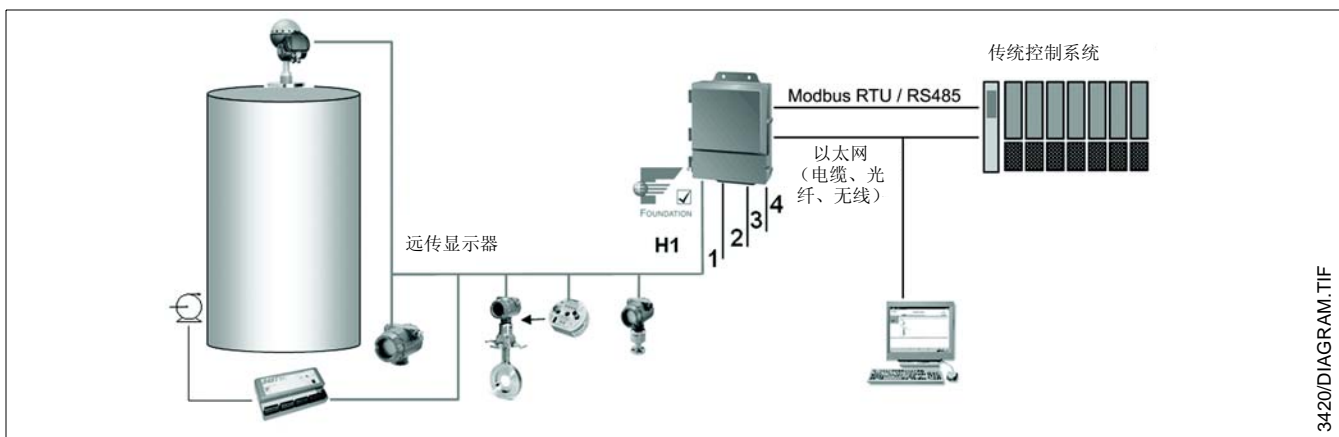 传统控制系统
Modbus RTU / RS485
以太网
（电缆、光
纤、无线）
FOUNDATION
H1
1
2
3
4
远传显示器
3420/DIAGRAM.TIF